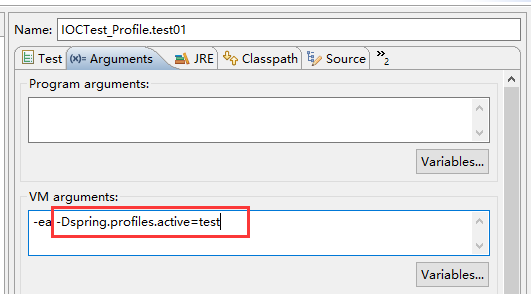 Name: IOCTest_Profile.test01
Test (x)= Arguments JRE Classpath Source »2
Program arguments:
Variables...
VM arguments:
-ea -Dspring.profiles.active=test
Variables...